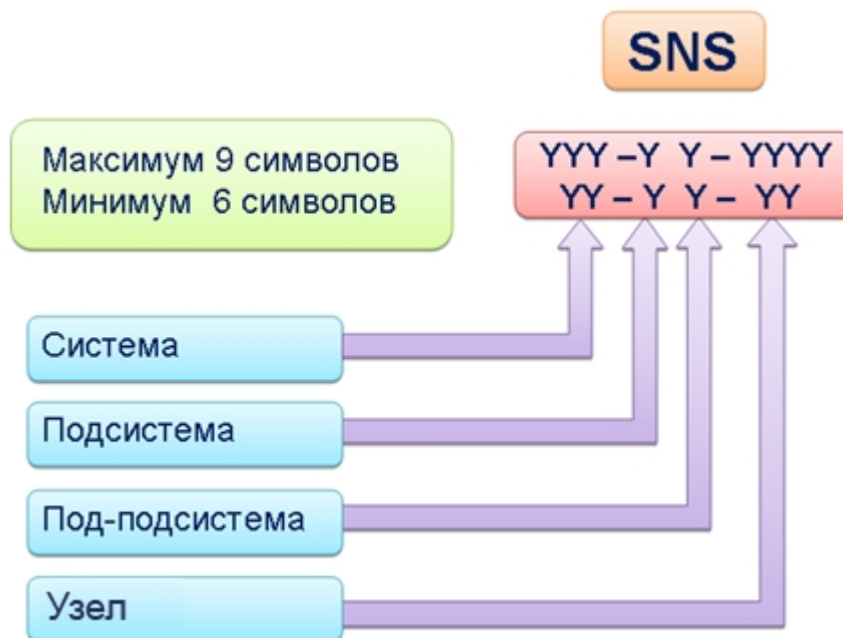 SNS
Максимум 9 символов
Минимум 6 символов
YYY –Y Y – YYYY
YY – Y Y – YY
Система
Подсистема
Под-подсистема
Узел